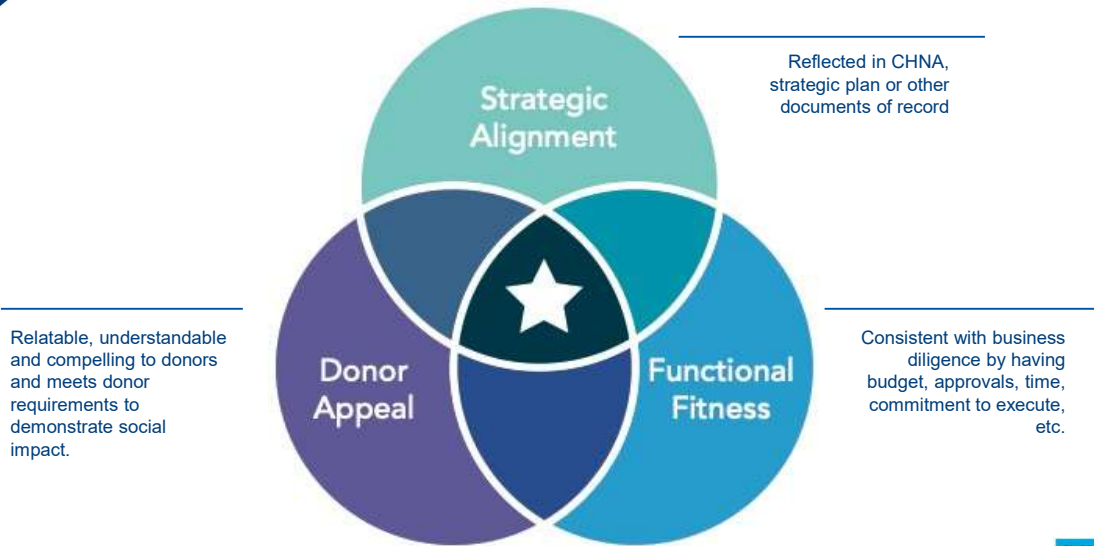 Strategic
Alignment
Reflected in CHNA,
strategic plan or other
documents of record
Donor
Appeal
Relatable, understandable
and compelling to donors
and meets donor
requirements to
demonstrate social
impact.
Functional
Fitness
Consistent with business
diligence by having
budget, approvals, time,
commitment to execute,
etc.